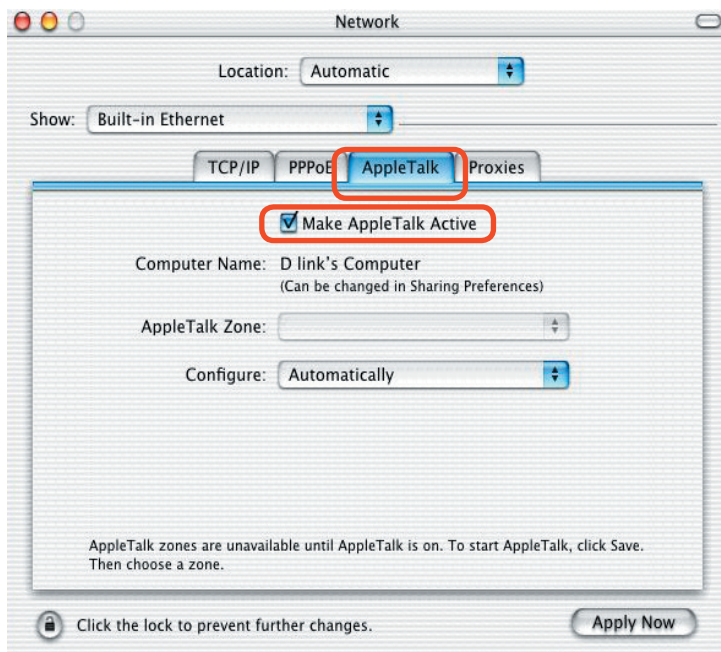 Network
Location: Automatic
Show: Built-in Ethernet
TCP/IP PPPoE AppleTalk Proxies
Make AppleTalk Active
Computer Name: D link's Computer
(Can be changed in Sharing Preferences)
AppleTalk Zone:
Configure: Automatically
AppleTalk zones are unavailable until AppleTalk is on. To start AppleTalk, click Save.
Then choose a zone.
Click the lock to prevent further changes.
Apply Now